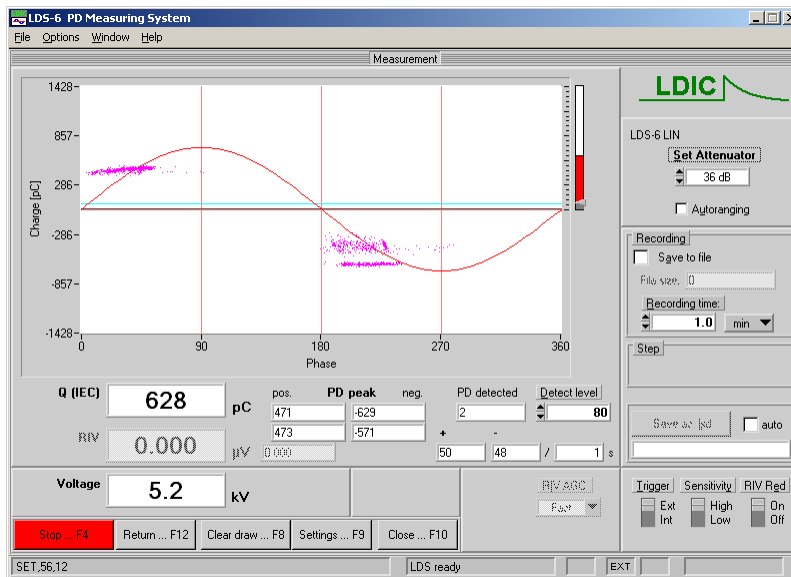 LDS-6 PD Measuring System
File Options Window Help
Measurement
1428
857
286
-286
-857
-1428
Charge [pC]
0 90 180 270 360
Phase
LDIC
LDS-6 LIN
Set Attenuator
36 dB
Autoranging
Recording
Save to file
File size: 0
Recording time:
1.0 min
Step
Q (IEC) 628 pC
pos. PD peak neg.
471 -629
473 -571
PD detected
2
Detect level
80
+ -
50 48 / 1 s
RIV 0.000 µV 0.000
Save as lpd auto
Voltage 5.2 kV
RIV AGC
Fast
Trigger Sensitivity RIV Red
Ext High On
Int Low Off
Stop ... F4 Return ... F12 Clear draw ... F8 Settings ... F9 Close ... F10
SET,56,12 LDS ready EXT